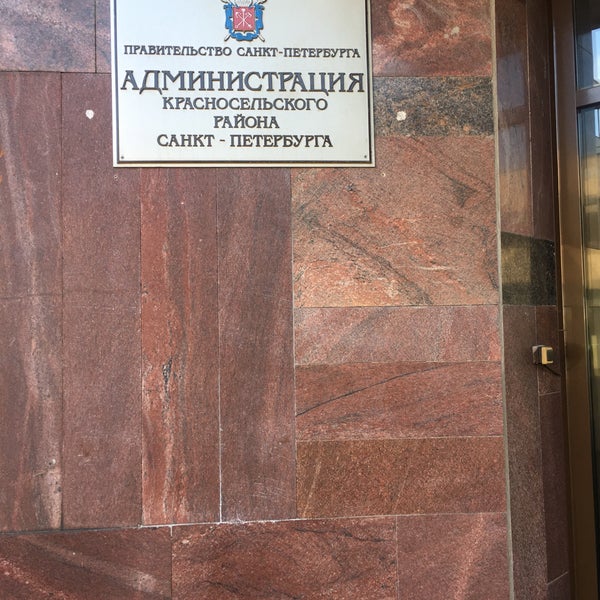 ПРАВИТЕЛЬСТВО САНКТ-ПЕТЕРБУРГА
АДМИНИСТРАЦИЯ
КРАСНОСЕЛЬСКОГО
РАЙОНА
САНКТ - ПЕТЕРБУРГА